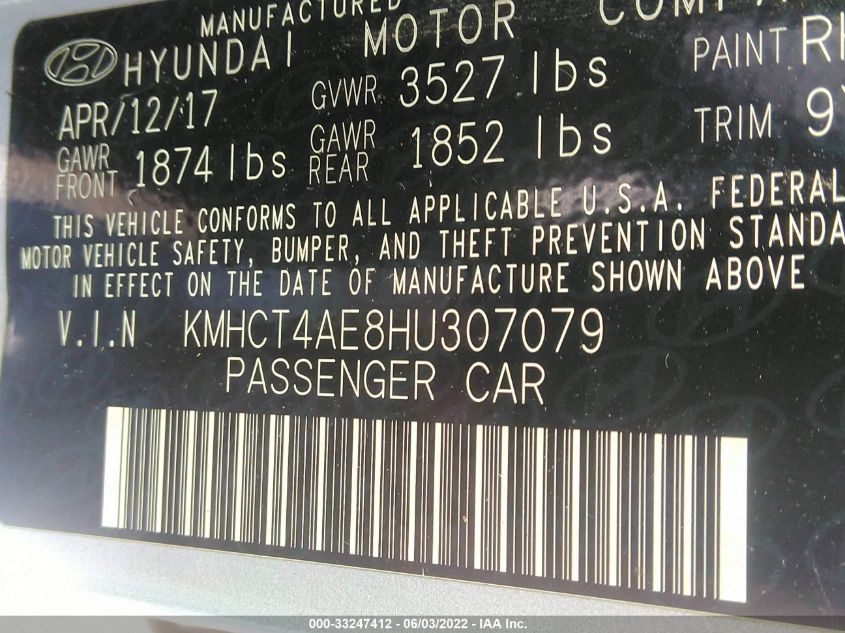 MANUFACTURED
HYUNDAI MOTOR
APR/12/17 GVWR 3527 lbs PAINT
GAWR FRONT 1874 lbs GAWR REAR 1852 lbs TRIM
THIS VEHICLE CONFORMS TO ALL APPLICABLE U.S.A. FEDERAL
MOTOR VEHICLE SAFETY, BUMPER, AND THEFT PREVENTION
IN EFFECT ON THE DATE OF MANUFACTURE SHOWN ABOVE
V.I.N KMHCT4AE8HU307079
PASSENGER CAR
000-33247412 - 06/03/2022 - IAA Inc.